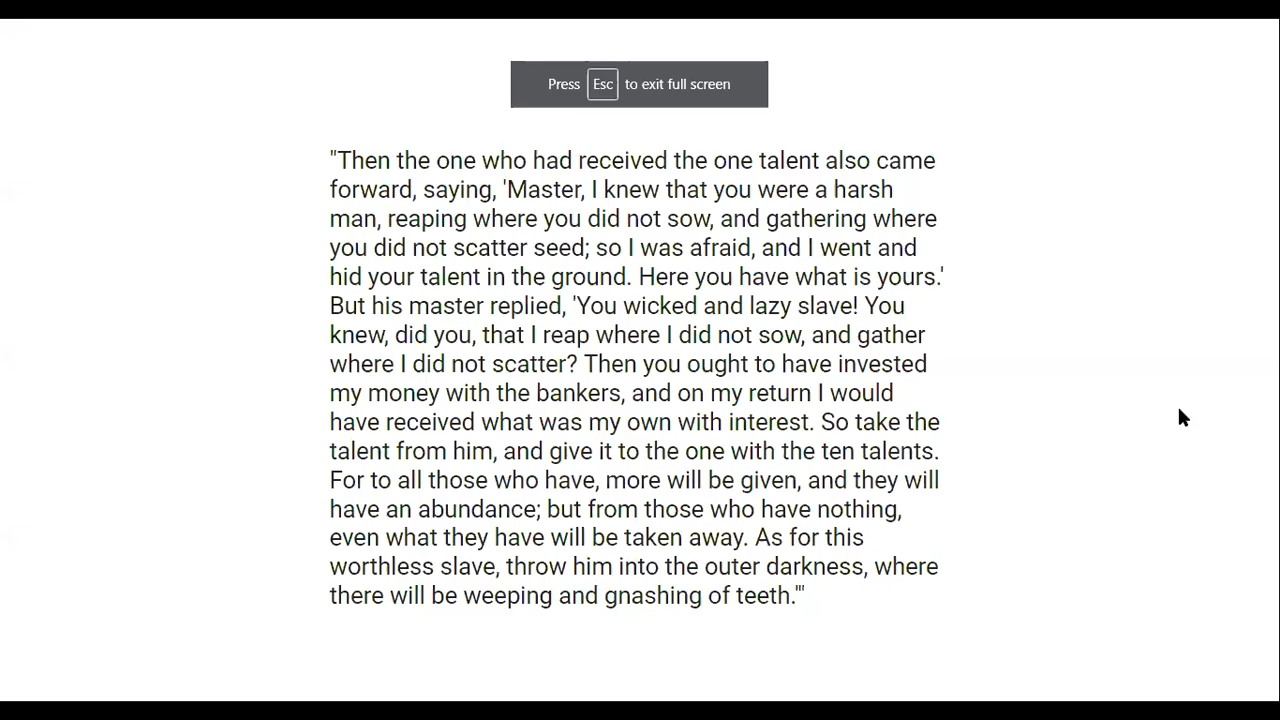 Press Esc to exit full screen
"Then the one who had received the one talent also came
forward, saying, 'Master, I knew that you were a harsh
man, reaping where you did not sow, and gathering where
you did not scatter seed; so I was afraid, and I went and
hid your talent in the ground. Here you have what is yours.'
But his master replied, 'You wicked and lazy slave! You
knew, did you, that I reap where I did not sow, and gather
where I did not scatter? Then you ought to have invested
my money with the bankers, and on my return I would
have received what was my own with interest. So take the
talent from him, and give it to the one with the ten talents.
For to all those who have, more will be given, and they will
have an abundance; but from those who have nothing,
even what they have will be taken away. As for this
worthless slave, throw him into the outer darkness, where
there will be weeping and gnashing of teeth.'"